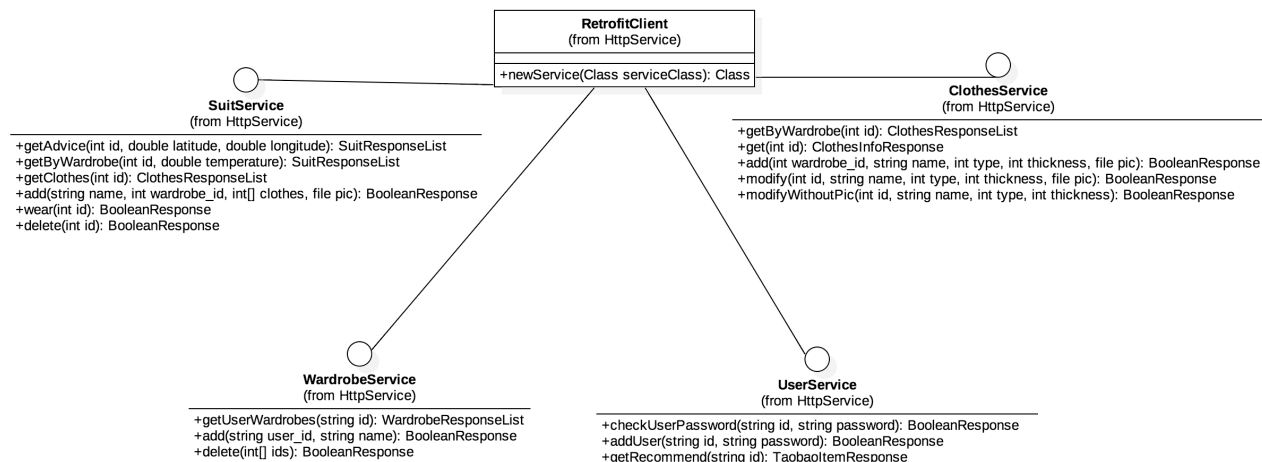 RetrofitClient
(from HttpService)
+newService(Class serviceClass): Class
SuitService
(from HttpService)
+getAdvice(int id, double latitude, double longitude): SuitResponseList
+getByWardrobe(int id, double temperature): SuitResponseList
+getClothes(int id): ClothesResponseList
+add(string name, int wardrobe_id, int[] clothes, file pic): BooleanResponse
+wear(int id): BooleanResponse
+delete(int id): BooleanResponse
ClothesService
(from HttpService)
+getByWardrobe(int id): ClothesResponseList
+get(int id): ClothesInfoResponse
+add(int wardrobe_id, string name, int type, int thickness, file pic): BooleanResponse
+modify(int id, string name, int type, int thickness, file pic): BooleanResponse
+modifyWithoutPic(int id, string name, int type, int thickness): BooleanResponse
WardrobeService
(from HttpService)
+getUserWardrobes(string id): WardrobeResponseList
+add(string user_id, string name): BooleanResponse
+delete(int[] ids): BooleanResponse
UserService
(from HttpService)
+checkUserPassword(string id, string password): BooleanResponse
+addUser(string id, string password): BooleanResponse
+getRecommend(string id): TaobaoItemResponse